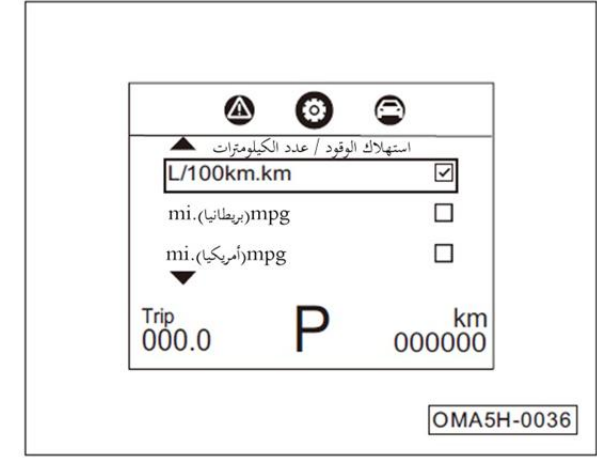 استهلاك الوقود / عدد الكيلومترات
L/100km.km
mi.(بريطانيا)mpg
mi.(أمريكيا)mpg
Trip
000.0
P
km
000000
OMA5H-0036